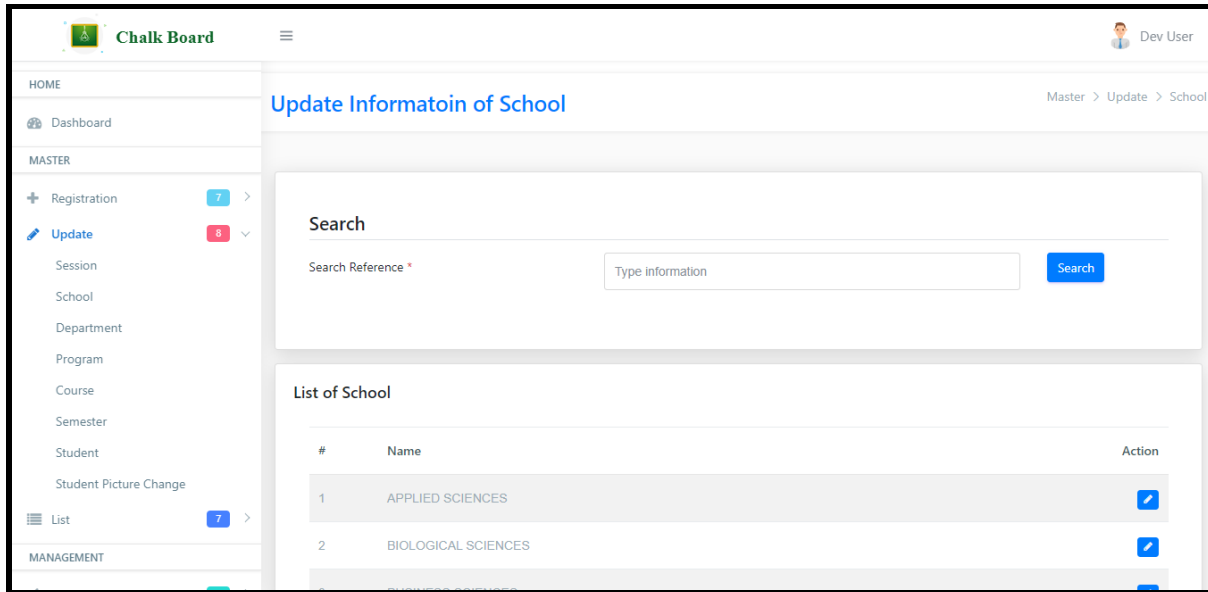 Chalk Board
Dev User
HOME
Dashboard
MASTER
Registration 7
Update 8
Session
School
Department
Program
Course
Semester
Student
Student Picture Change
List 7
MANAGEMENT
Update Informatoin of School
Master > Update > School
Search
Search Reference *
Type information
Search
List of School
# Name Action
1 APPLIED SCIENCES
2 BIOLOGICAL SCIENCES